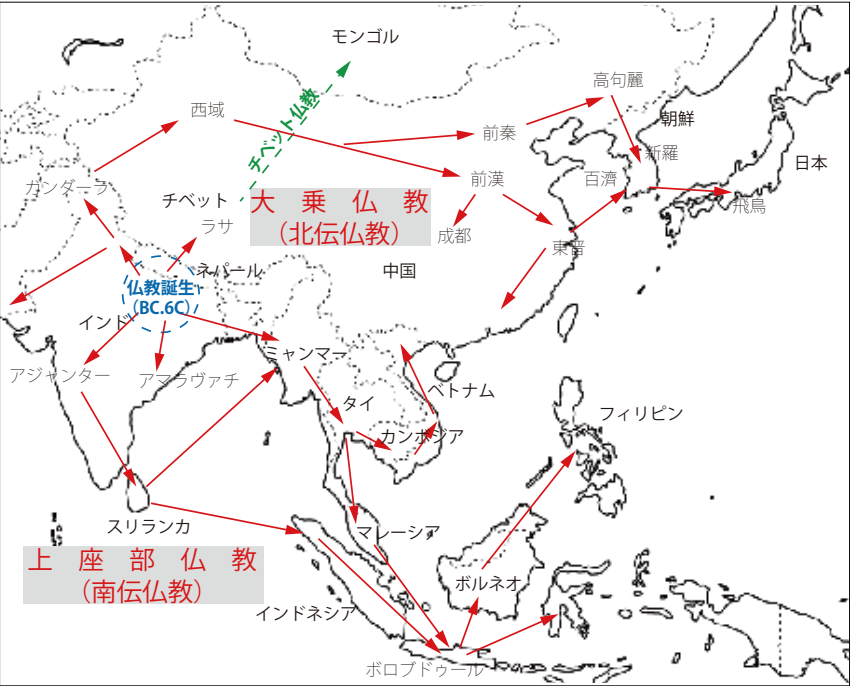 モンゴル
高句麗
チベット仏教
西域
朝鮮
前秦
新羅
日本
ガンダーラ
チベット
前漢
百済
大乗仏教
(北伝仏教)
ラサ
飛鳥
成都
東晋
ネパール
中国
仏教誕生
(BC.6C)
インド
ミャンマー
アジャンター
アマラヴァチ
ベトナム
タイ
フィリピン
カンボジア
スリランカ
マレーシア
上座部仏教
(南伝仏教)
ボルネオ
インドネシア
ボロブドゥール